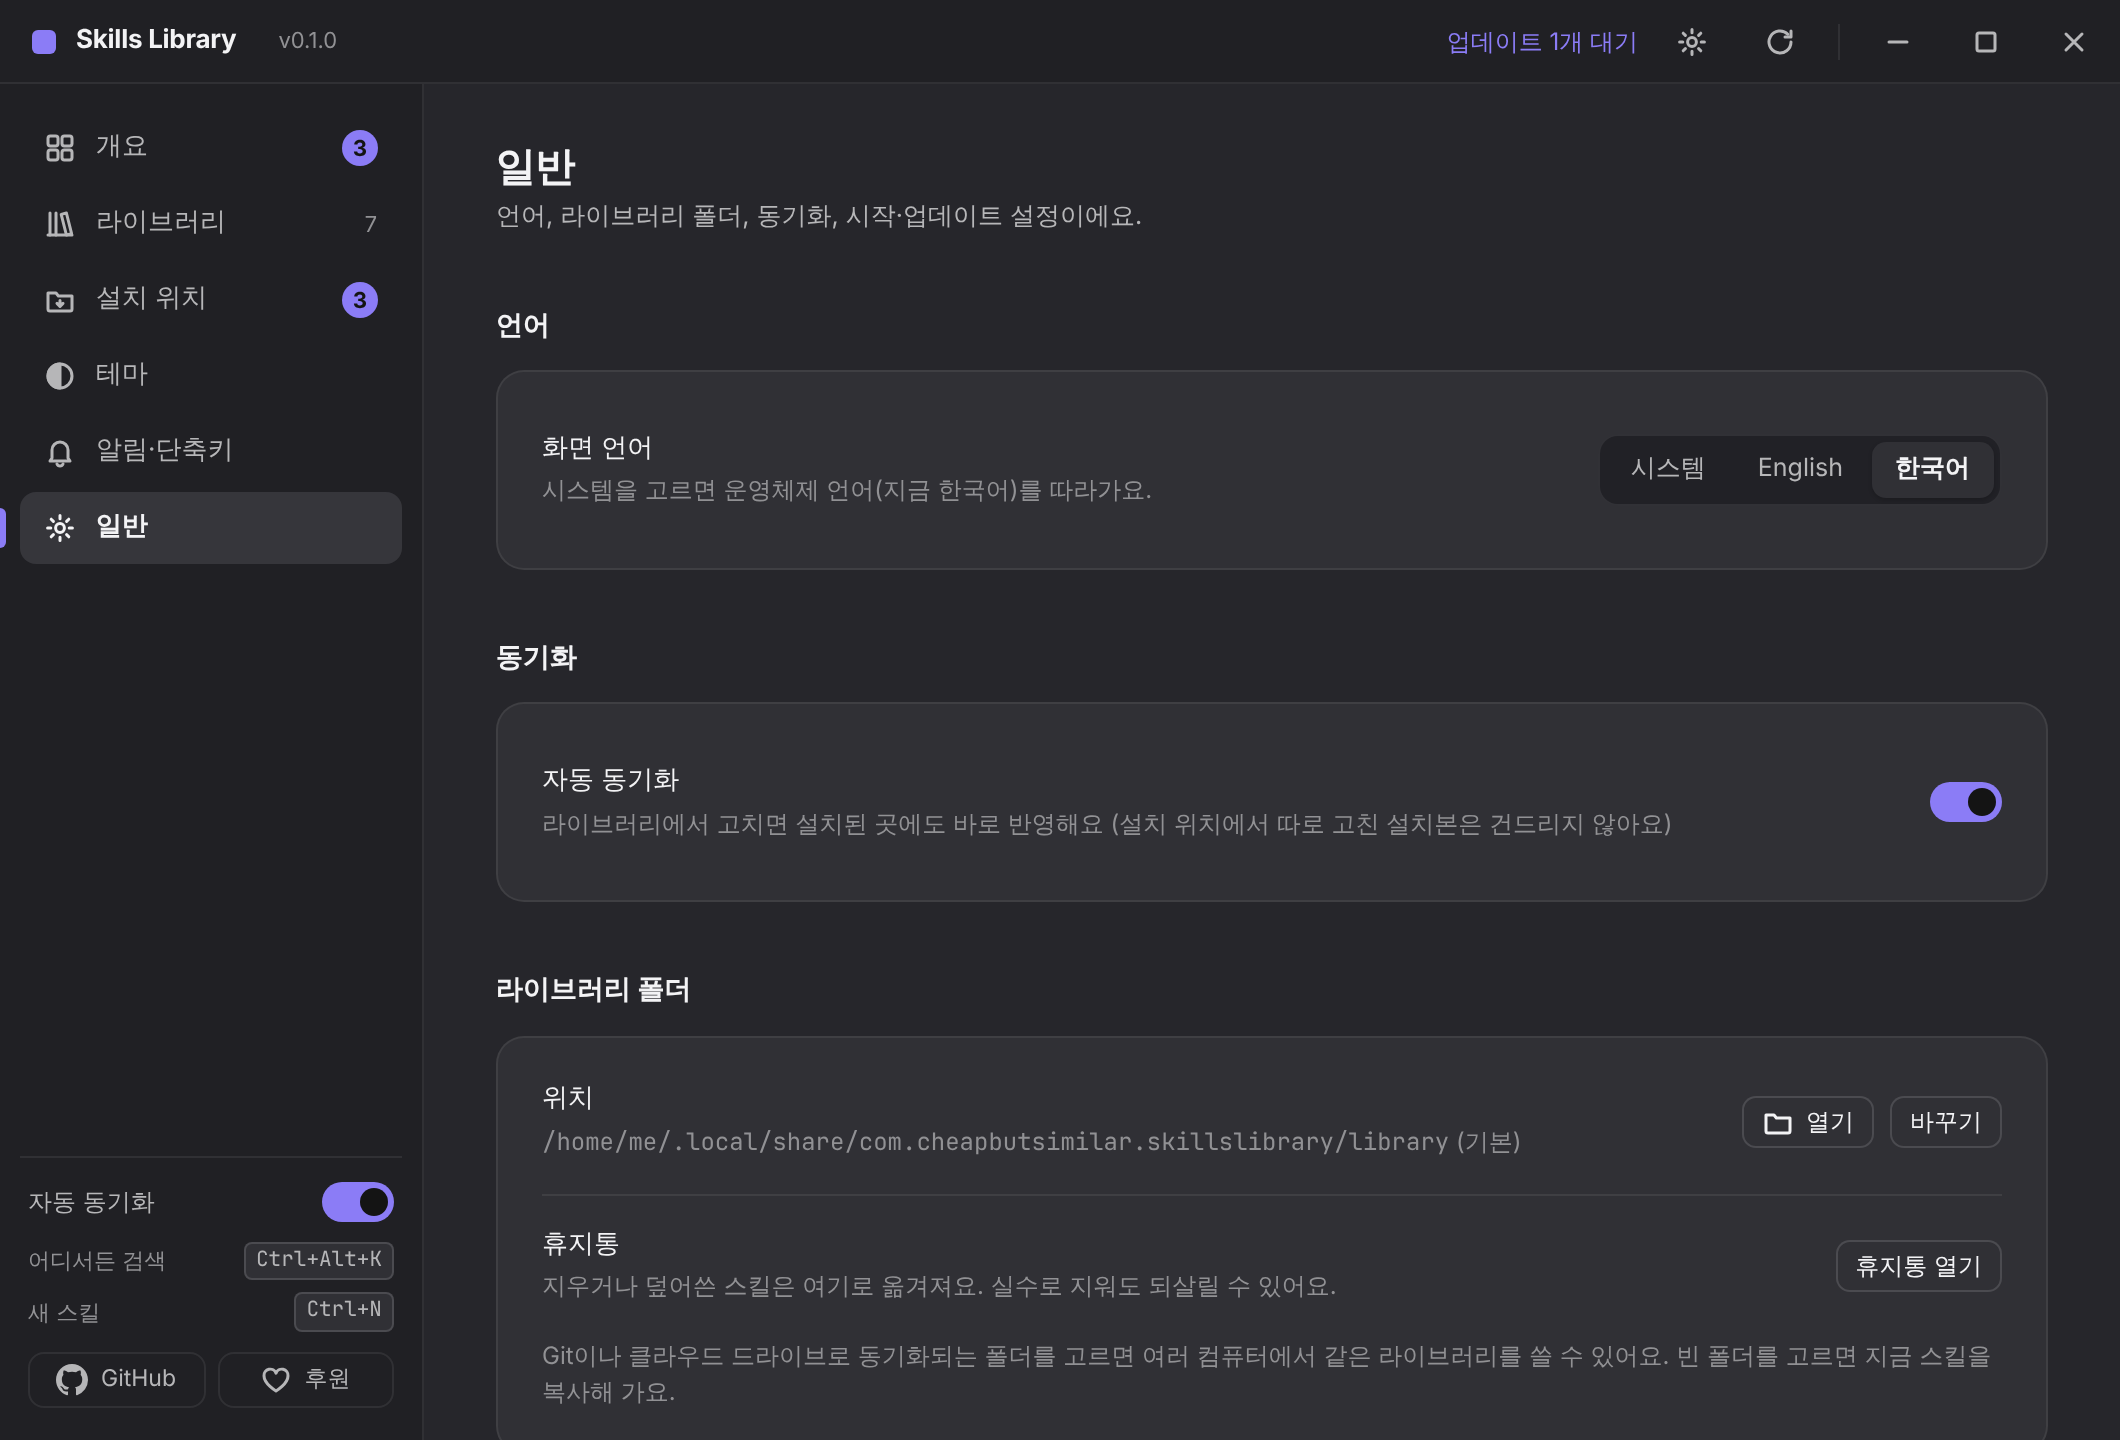 Skills Library v0.1.0
업데이트 1개 대기
개요 3
라이브러리 7
설치 위치 3
테마
알림·단축키
일반
자동 동기화
어디서든 검색 Ctrl+Alt+K
새 스킬 Ctrl+N
GitHub 후원
일반
언어, 라이브러리 폴더, 동기화, 시작·업데이트 설정이에요.
언어
화면 언어
시스템을 고르면 운영체제 언어(지금 한국어)를 따라가요.
시스템 English 한국어
동기화
자동 동기화
라이브러리에서 고치면 설치된 곳에도 바로 반영해요 (설치 위치에서 따로 고친 설치본은 건드리지 않아요)
라이브러리 폴더
위치
/home/me/.local/share/com.cheapbutsimilar.skillslibrary/library (기본)
열기 바꾸기
휴지통
지우거나 덮어쓴 스킬은 여기로 옮겨져요. 실수로 지워도 되살릴 수 있어요.
휴지통 열기
Git이나 클라우드 드라이브로 동기화되는 폴더를 고르면 여러 컴퓨터에서 같은 라이브러리를 쓸 수 있어요. 빈 폴더를 고르면 지금 스킬을
복사해 가요.